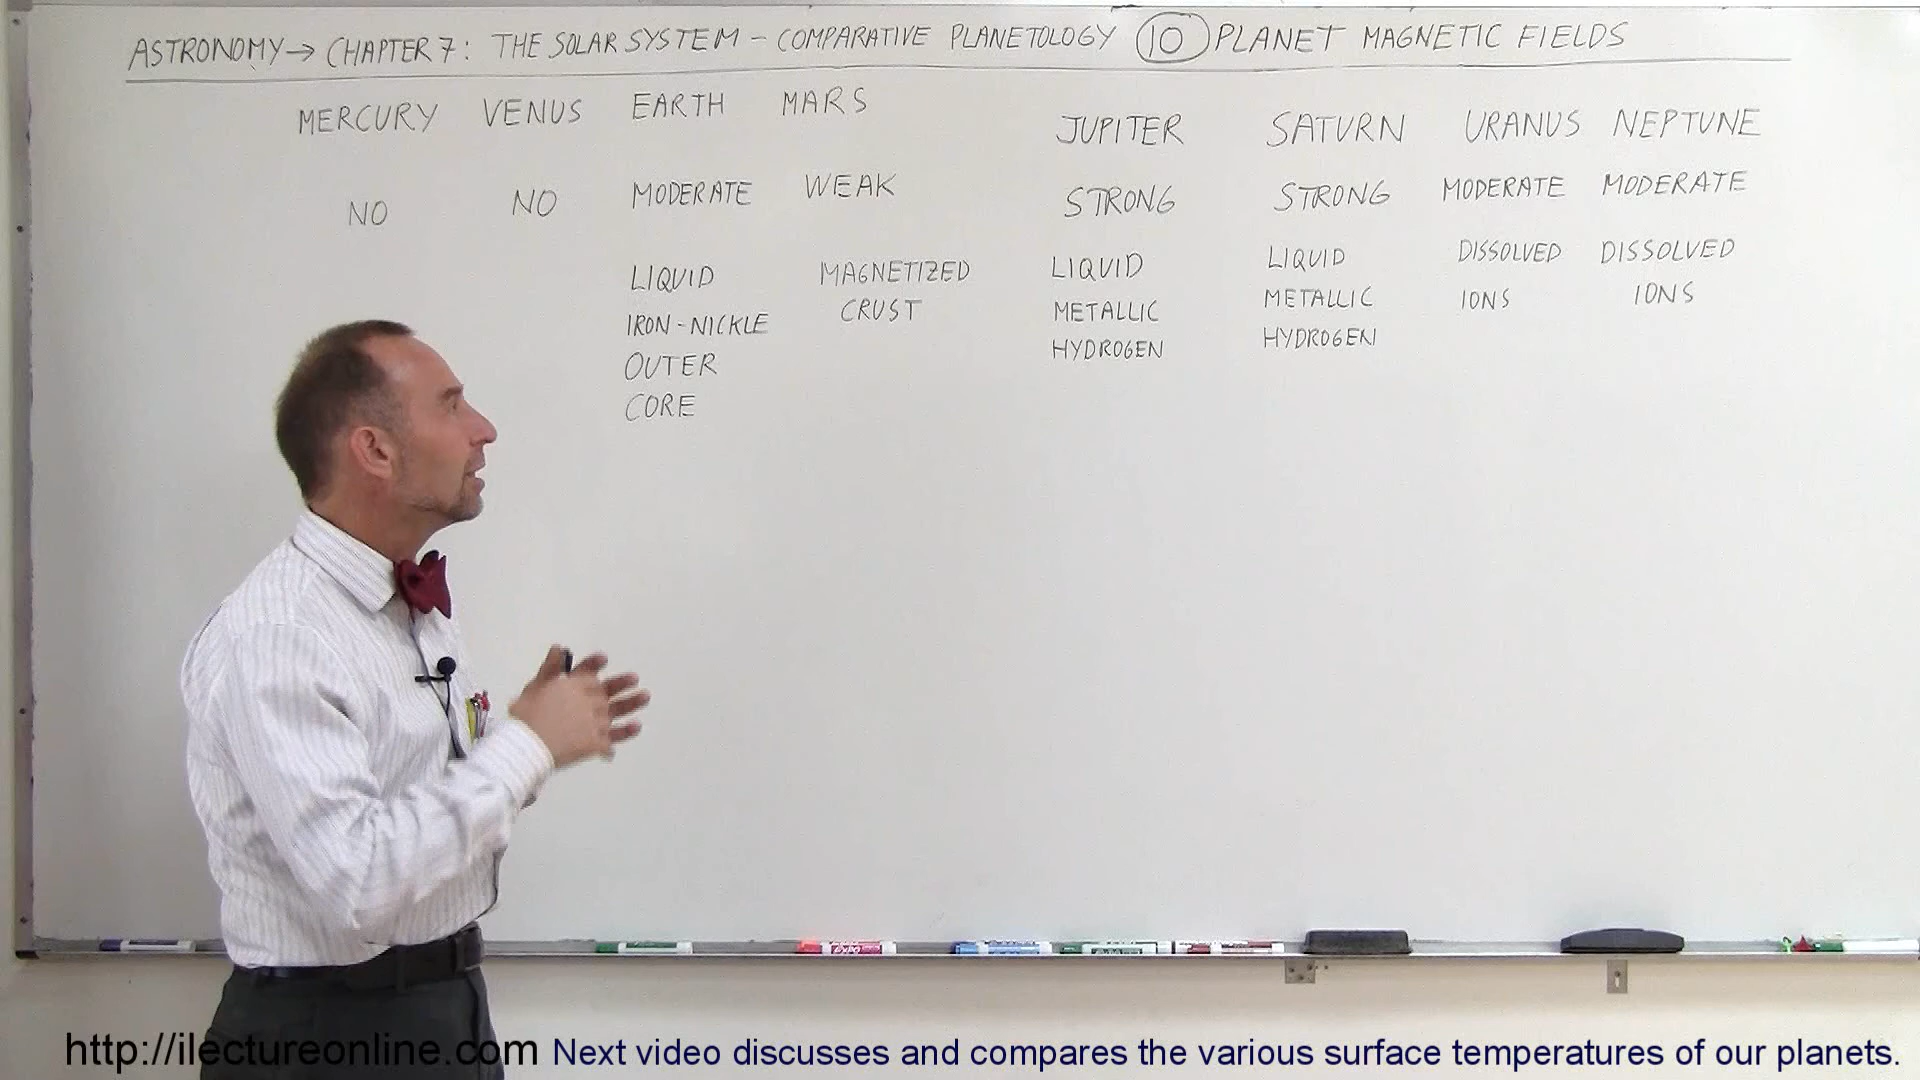 ASTRONOMY → CHAPTER 7: THE SOLAR SYSTEM - COMPARATIVE PLANETOLOGY 10 PLANET MAGNETIC FIELDS
MERCURY VENUS EARTH MARS JUPITER SATURN URANUS NEPTUNE
NO NO MODERATE WEAK STRONG STRONG MODERATE MODERATE
LIQUID MAGNETIZED LIQUID LIQUID DISSOLVED DISSOLVED
IRON-NICKLE CRUST METALLIC METALLIC IONS IONS
OUTER HYDROGEN HYDROGEN
CORE
http://ilectureonline.com Next video discusses and compares the various surface temperatures of our planets.